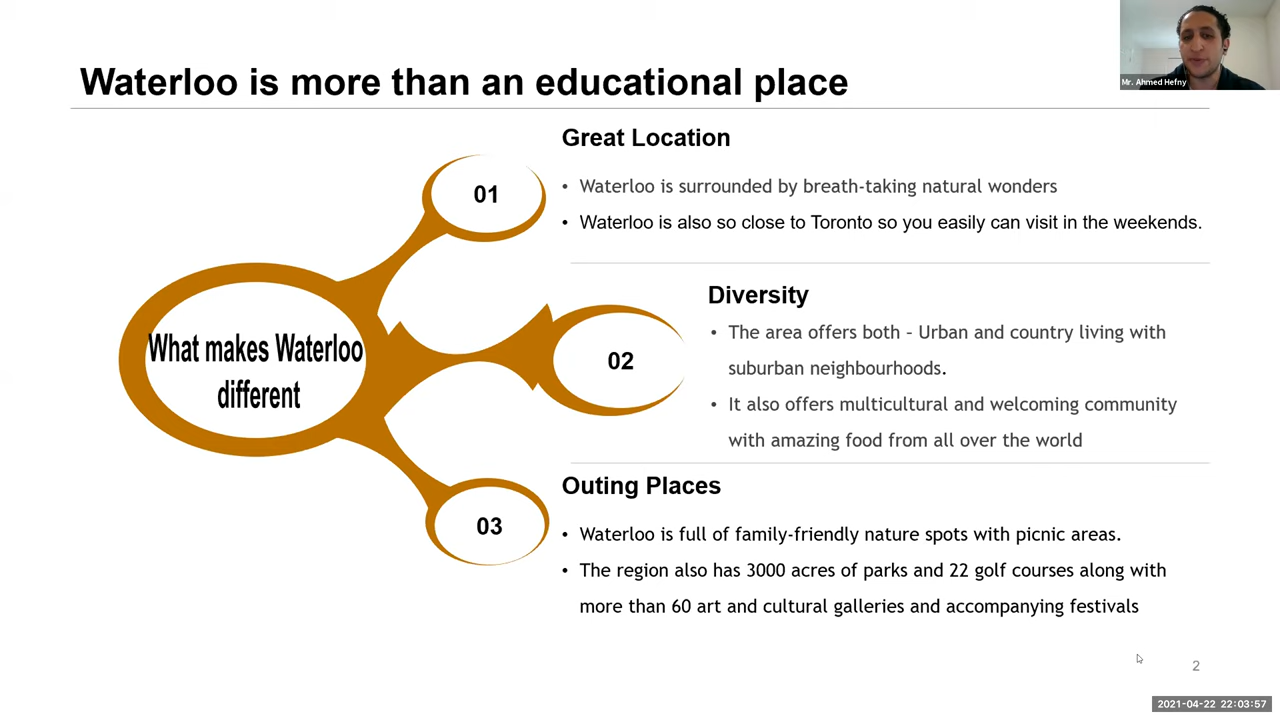 Mr. Ahmed Hefny
Waterloo is more than an educational place
Great Location
01
• Waterloo is surrounded by breath-taking natural wonders
• Waterloo is also so close to Toronto so you easily can visit in the weekends.
What makes Waterloo
different
Diversity
02
• The area offers both – Urban and country living with
suburban neighbourhoods.
• It also offers multicultural and welcoming community
with amazing food from all over the world
Outing Places
03
• Waterloo is full of family-friendly nature spots with picnic areas.
• The region also has 3000 acres of parks and 22 golf courses along with
more than 60 art and cultural galleries and accompanying festivals
2
2021-04-22 22:03:57